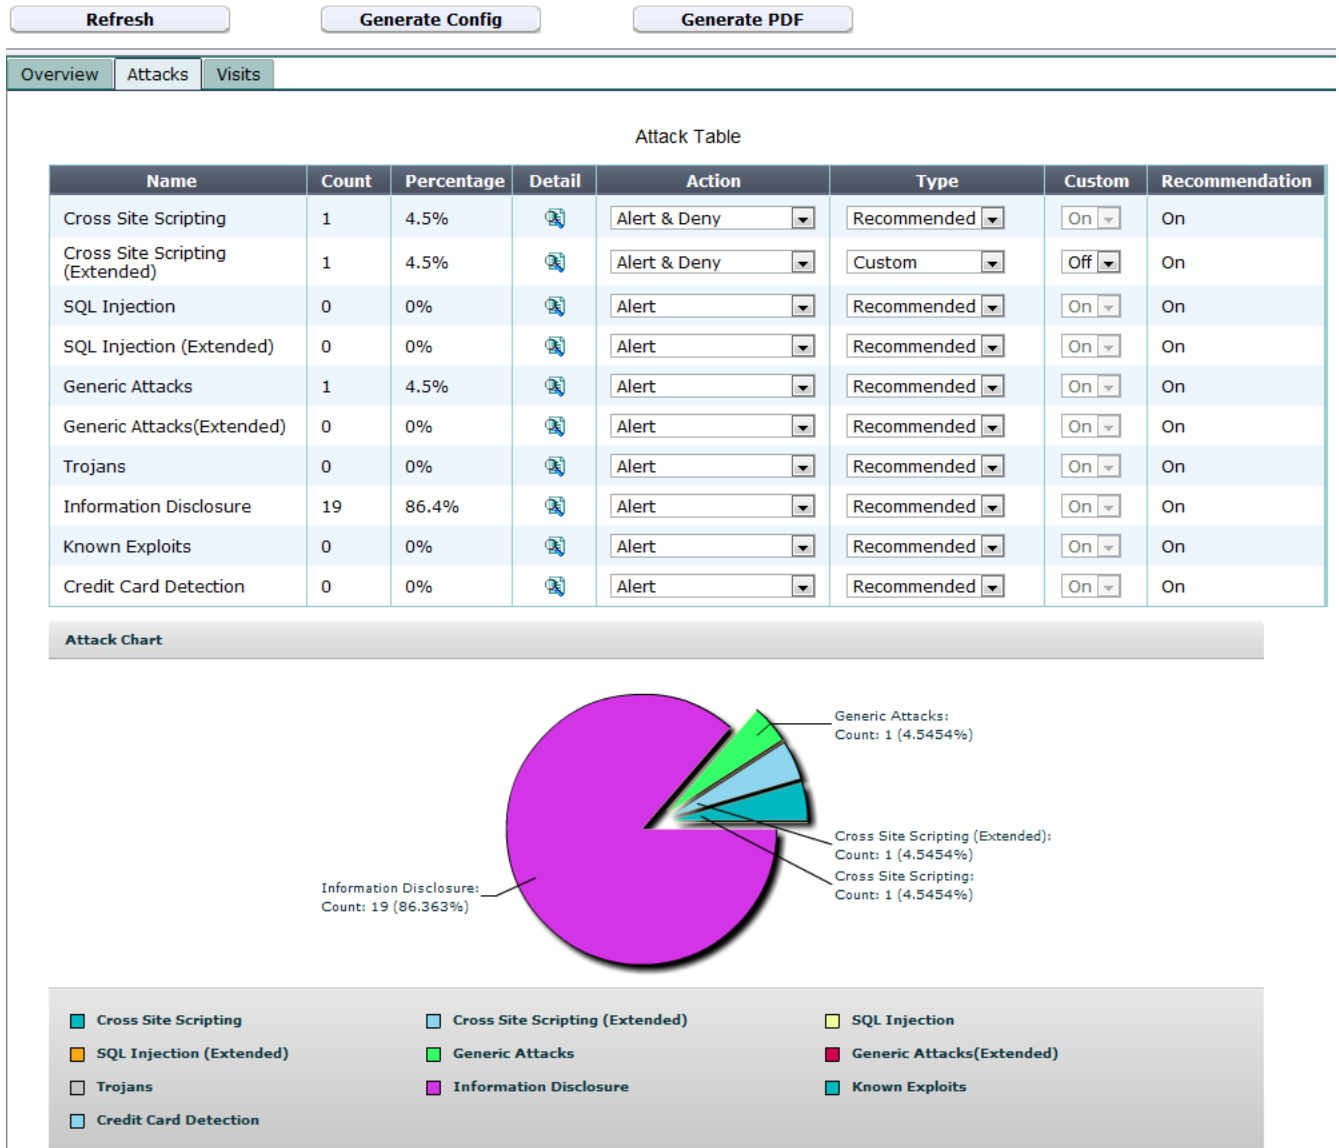 Refresh Generate Config Generate PDF
Overview Attacks Visits
Attack Table
Name Count Percentage Detail Action Type Custom Recommendation
Cross Site Scripting 1 4.5% Alert & Deny Recommended On On
Cross Site Scripting
(Extended) 1 4.5% Alert & Deny Custom Off On
SQL Injection 0 0% Alert Recommended On On
SQL Injection (Extended) 0 0% Alert Recommended On On
Generic Attacks 1 4.5% Alert Recommended On On
Generic Attacks(Extended) 0 0% Alert Recommended On On
Trojans 0 0% Alert Recommended On On
Information Disclosure 19 86.4% Alert Recommended On On
Known Exploits 0 0% Alert Recommended On On
Credit Card Detection 0 0% Alert Recommended On On
Attack Chart
Generic Attacks:
Count: 1 (4.5454%)
Cross Site Scripting (Extended):
Count: 1 (4.5454%)
Cross Site Scripting:
Count: 1 (4.5454%)
Information Disclosure:
Count: 19 (86.363%)
Cross Site Scripting Cross Site Scripting (Extended) SQL Injection
SQL Injection (Extended) Generic Attacks Generic Attacks(Extended)
Trojans Information Disclosure Known Exploits
Credit Card Detection